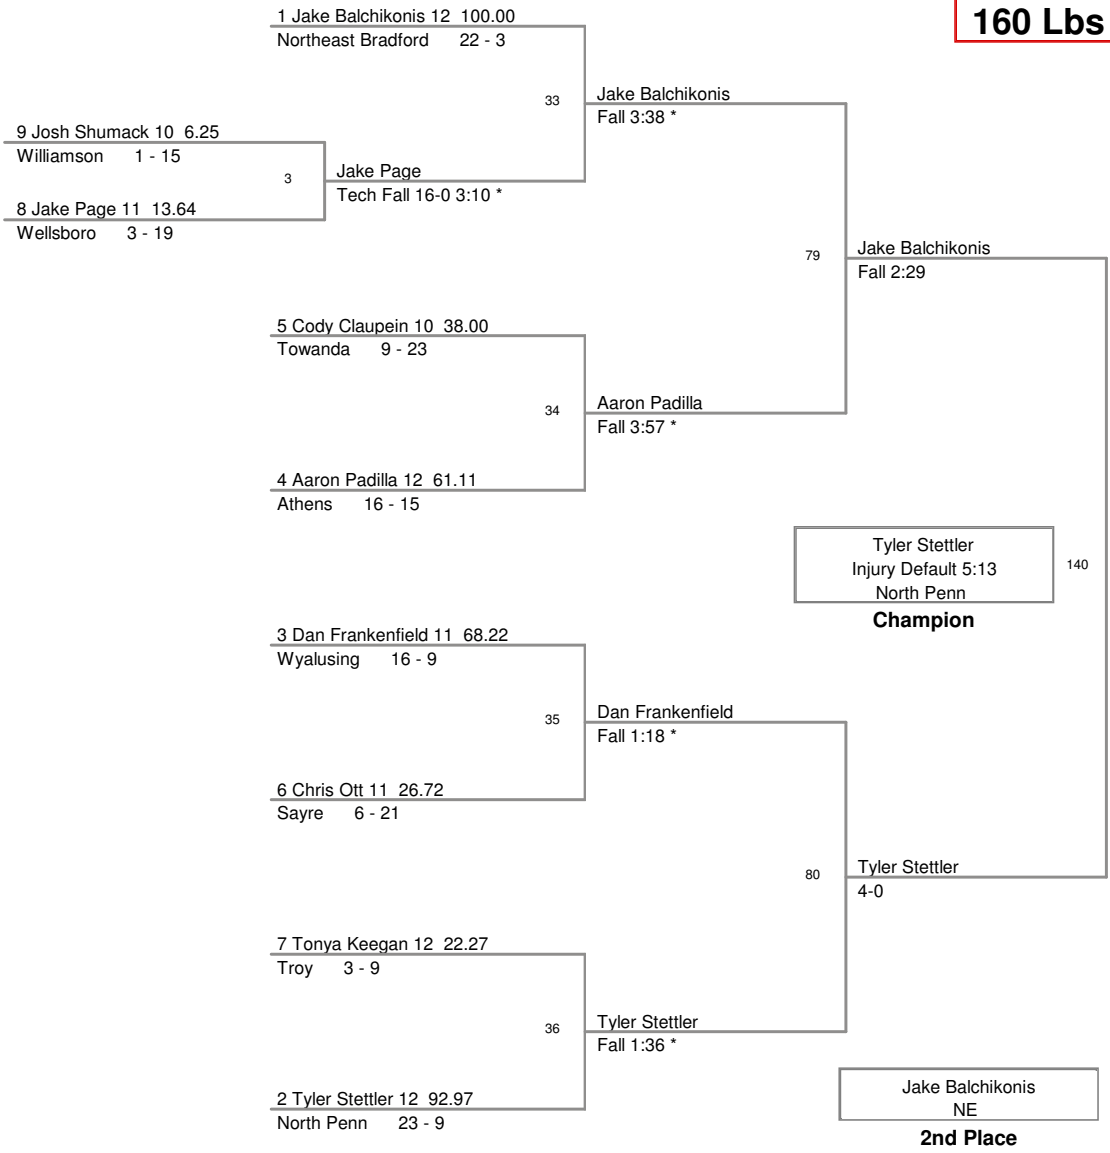 1 Jake Balchikonis 12 100.00
160 Lbs
Northeast Bradford 22 - 3
33
Jake Balchikonis
Fall 3:38 *
9 Josh Shumack 10 6.25
Williamson 1 - 15
3
Jake Page
Tech Fall 16-0 3:10 *
8 Jake Page 11 13.64
Wellsboro 3 - 19
79
Jake Balchikonis
Fall 2:29
5 Cody Claupein 10 38.00
Towanda 9 - 23
34
Aaron Padilla
Fall 3:57 *
4 Aaron Padilla 12 61.11
Athens 16 - 15
Tyler Stettler
Injury Default 5:13
North Penn
140
Champion
3 Dan Frankenfield 11 68.22
Wyalusing 16 - 9
35
Dan Frankenfield
Fall 1:18 *
6 Chris Ott 11 26.72
Sayre 6 - 21
80
Tyler Stettler
4-0
7 Tonya Keegan 12 22.27
Troy 3 - 9
36
Tyler Stettler
Fall 1:36 *
2 Tyler Stettler 12 92.97
North Penn 23 - 9
Jake Balchikonis
NE
2nd Place